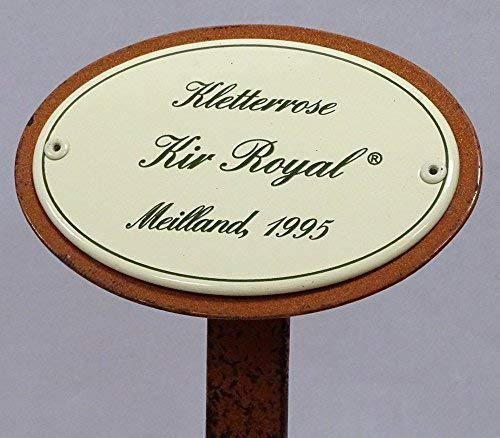 Kletterrose
Kir Royal ®
Meilland, 1995